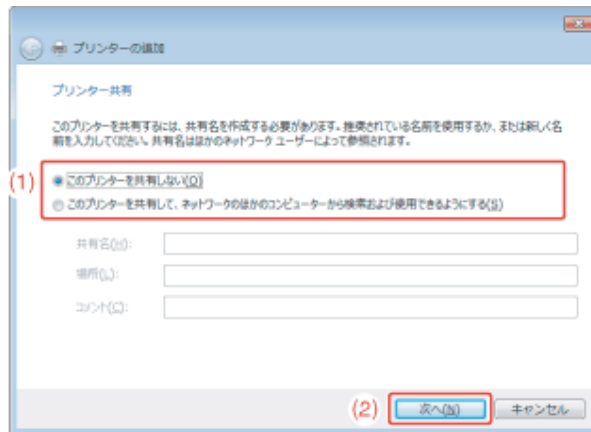 プリンターの追加
プリンター共有
このプリンターを共有するには、共有名を作成する必要があります。推奨されている名前を使用するか、または新しく名
前を入力してください。共有名はほかのネットワーク ユーザーによって参照されます。
(1)
このプリンターを共有しない(O)
このプリンターを共有して、ネットワークのほかのコンピューターから検索および使用できるようにする(S)
共有名(H):
場所(L):
コメント(C):
(2)
次へ(N)
キャンセル